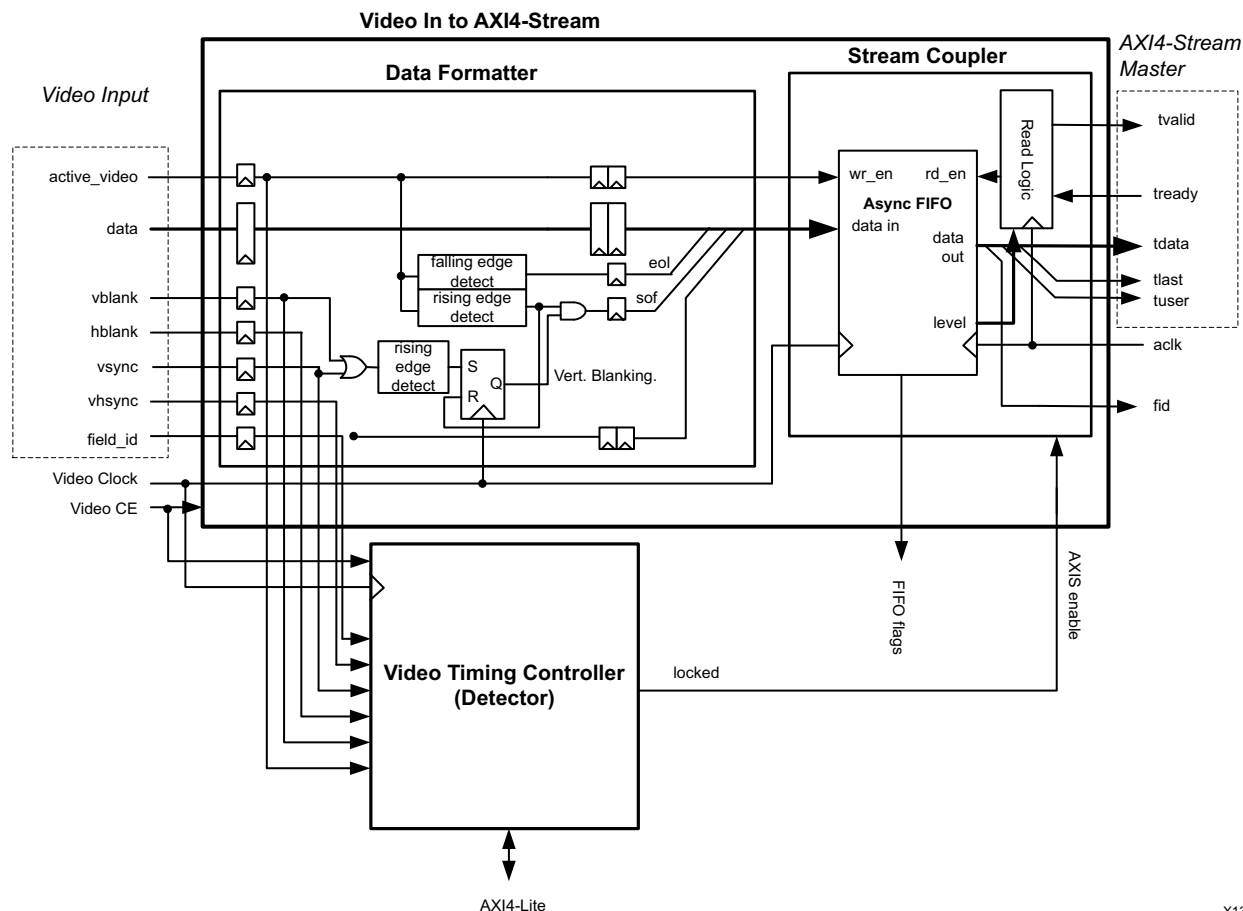 Video In to AXI4-Stream
AXI4-Stream
Master
Stream Coupler
Data Formatter
Video Input
tvalid
Read Logic
active_video
wr_en
rd_en
tready
Async FIFO
data
data in
data
out
tdata
falling edge
detect
eol
tlast
rising edge
detect
sof
tuser
vblank
hblank
level
aclk
vsync
rising
edge
detect
S
Q
R
Vert. Blanking.
vhsync
fid
field_id
Video Clock
Video CE
AXIS enable
FIFO flags
Video Timing Controller
(Detector)
locked
AXI4-Lite